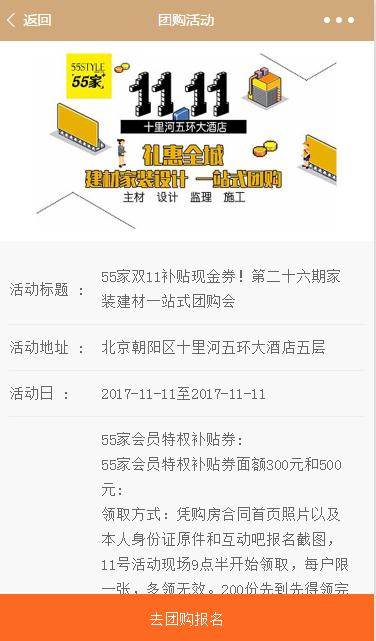 返回
团购活动
55STYLE
55家
11.11
十里河五环大酒店
礼惠全城
建材家装设计 一站式团购
主材 设计 监理 施工
活动标题 : 55家双11补贴现金券！第二十六期家
装建材一站式团购会
活动地址 : 北京朝阳区十里河五环大酒店五层
活动日 : 2017-11-11至2017-11-11
55家会员特权补贴券:
55家会员特权补贴券面额300元和500
元:
领取方式: 凭购房合同首页照片以及
本人身份证原件和互动吧报名截图，
11号活动现场9点半开始领取，每户限
一张，多领无效。200份先到先得领完
去团购报名